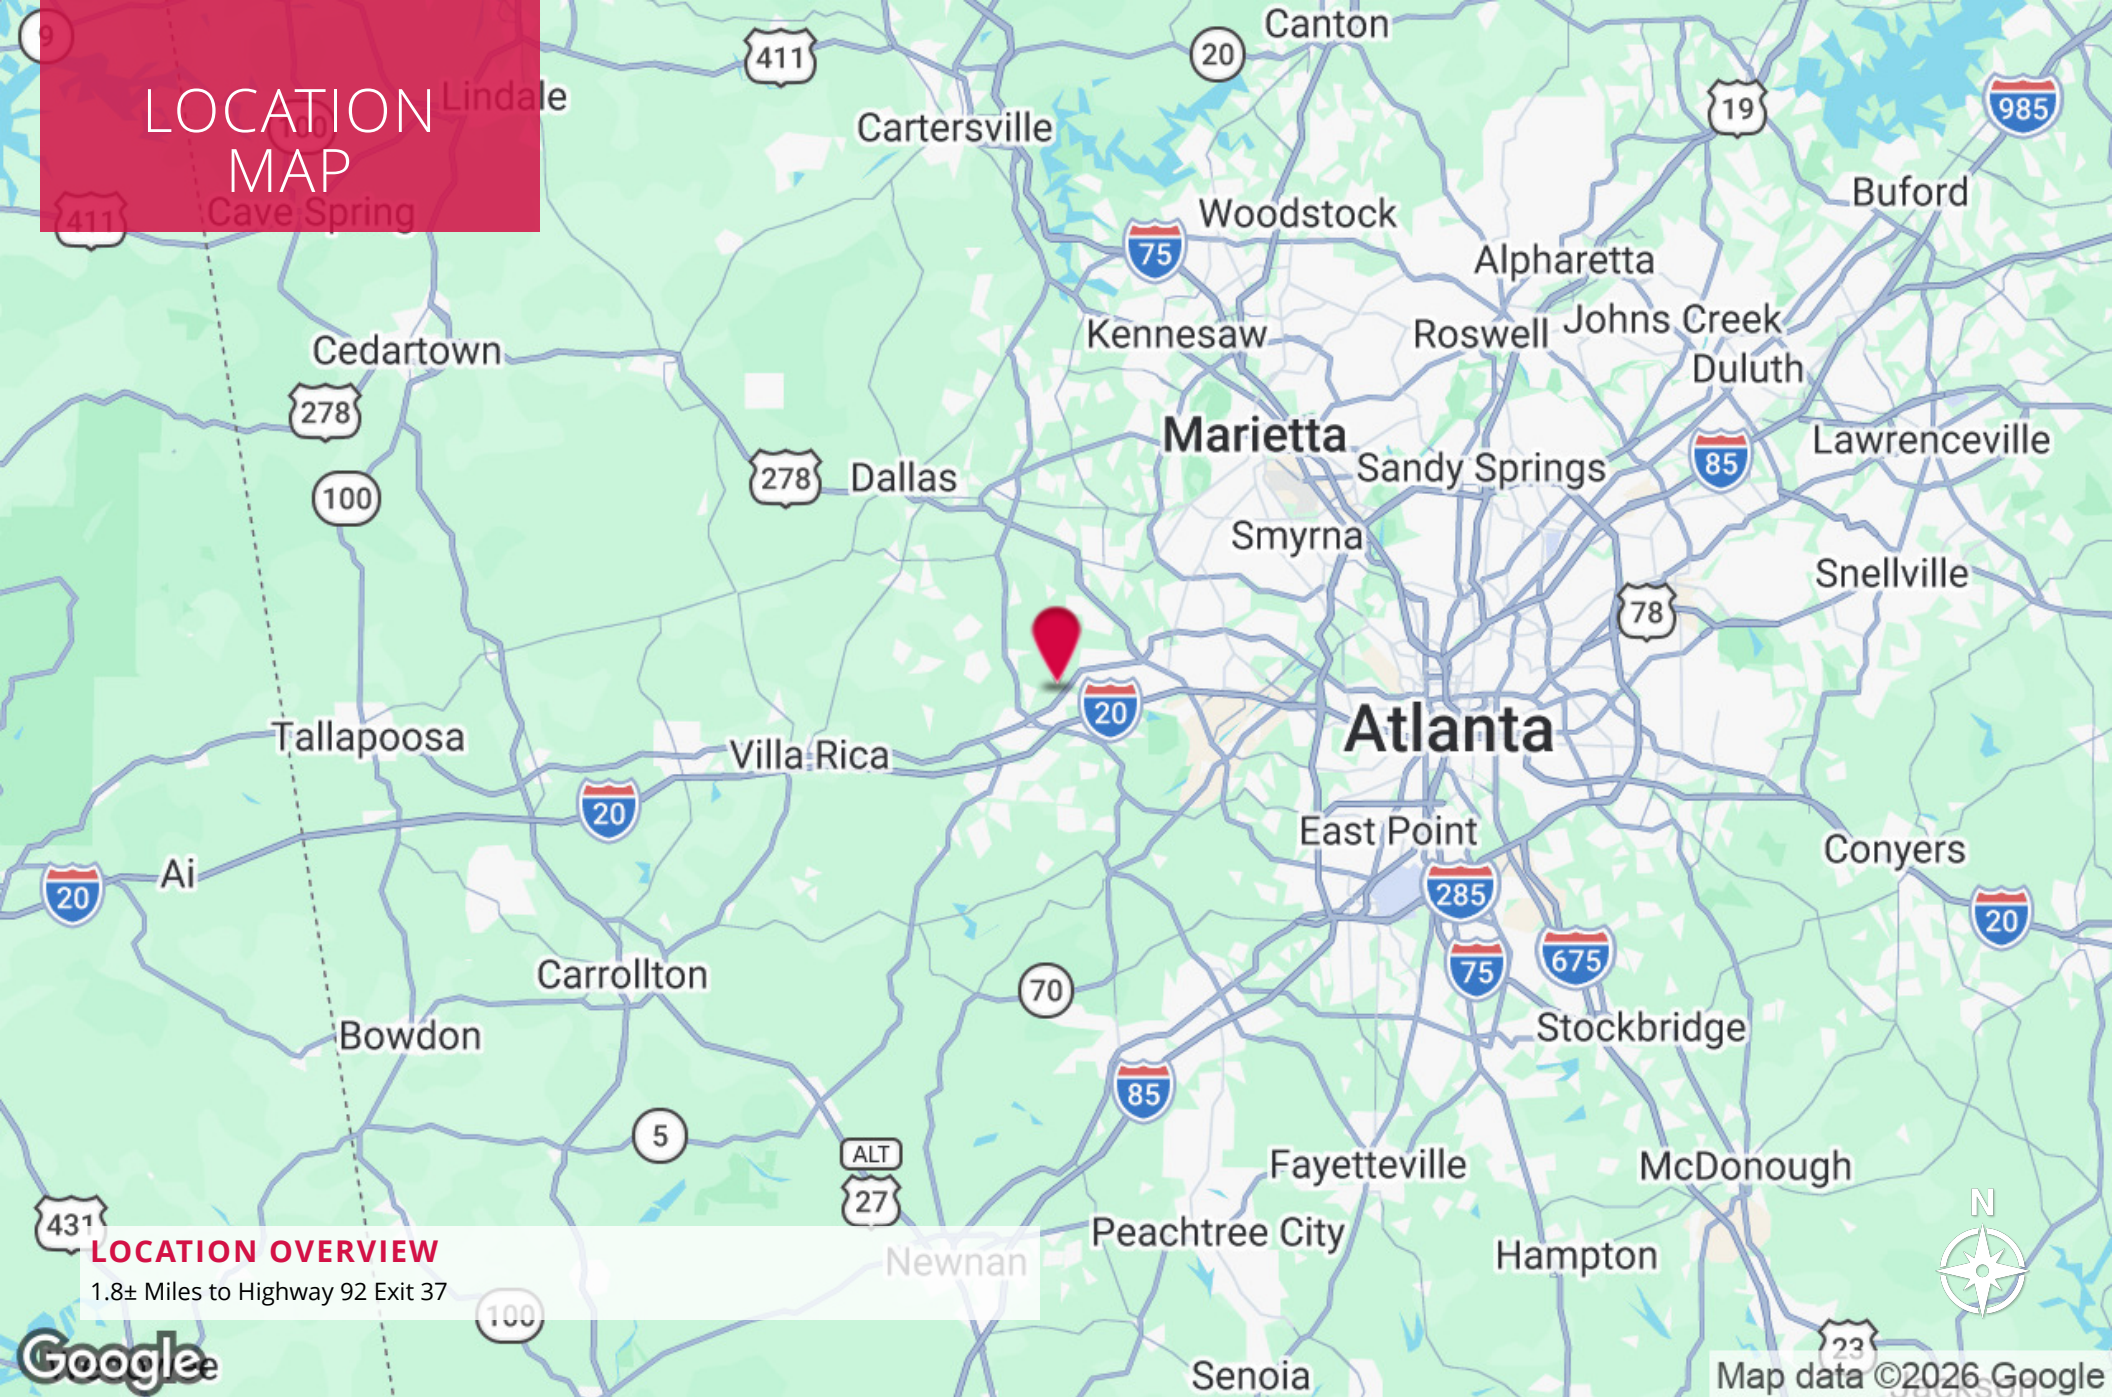 LOCATION
MAP
9
Lindale
100
411
Cave Spring
411
20
Canton
19
985
Cartersville
Buford
Woodstock
75
Alpharetta
Kennesaw
Roswell
Johns Creek
Duluth
Cedartown
278
100
278
Dallas
Marietta
Sandy Springs
85
Lawrenceville
Smyrna
Snellville
78
20
Atlanta
Tallapoosa
Villa Rica
20
East Point
Conyers
Ai
20
285
20
75
675
Carrollton
70
Bowdon
Stockbridge
85
5
ALT
27
Fayetteville
McDonough
N
431
Newnan
Peachtree City
Hampton
LOCATION OVERVIEW
1.8± Miles to Highway 92 Exit 37
100
23
Google
Senoia
Map data ©2026 Google